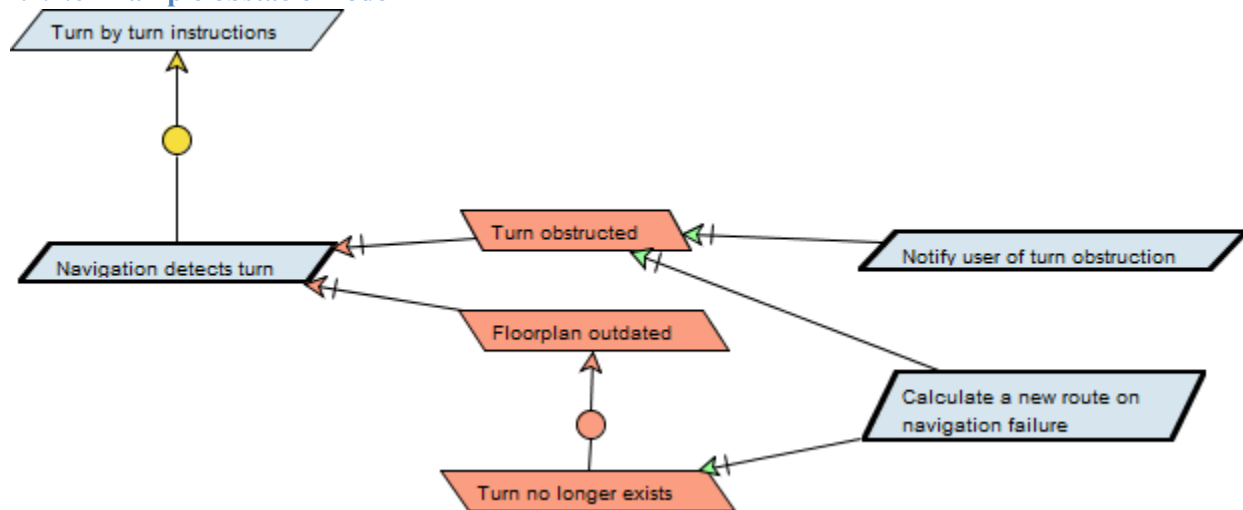 Turn by turn instructions
Turn obstructed
Notify user of turn obstruction
Navigation detects turn
Floorplan outdated
Calculate a new route on
navigation failure
Turn no longer exists